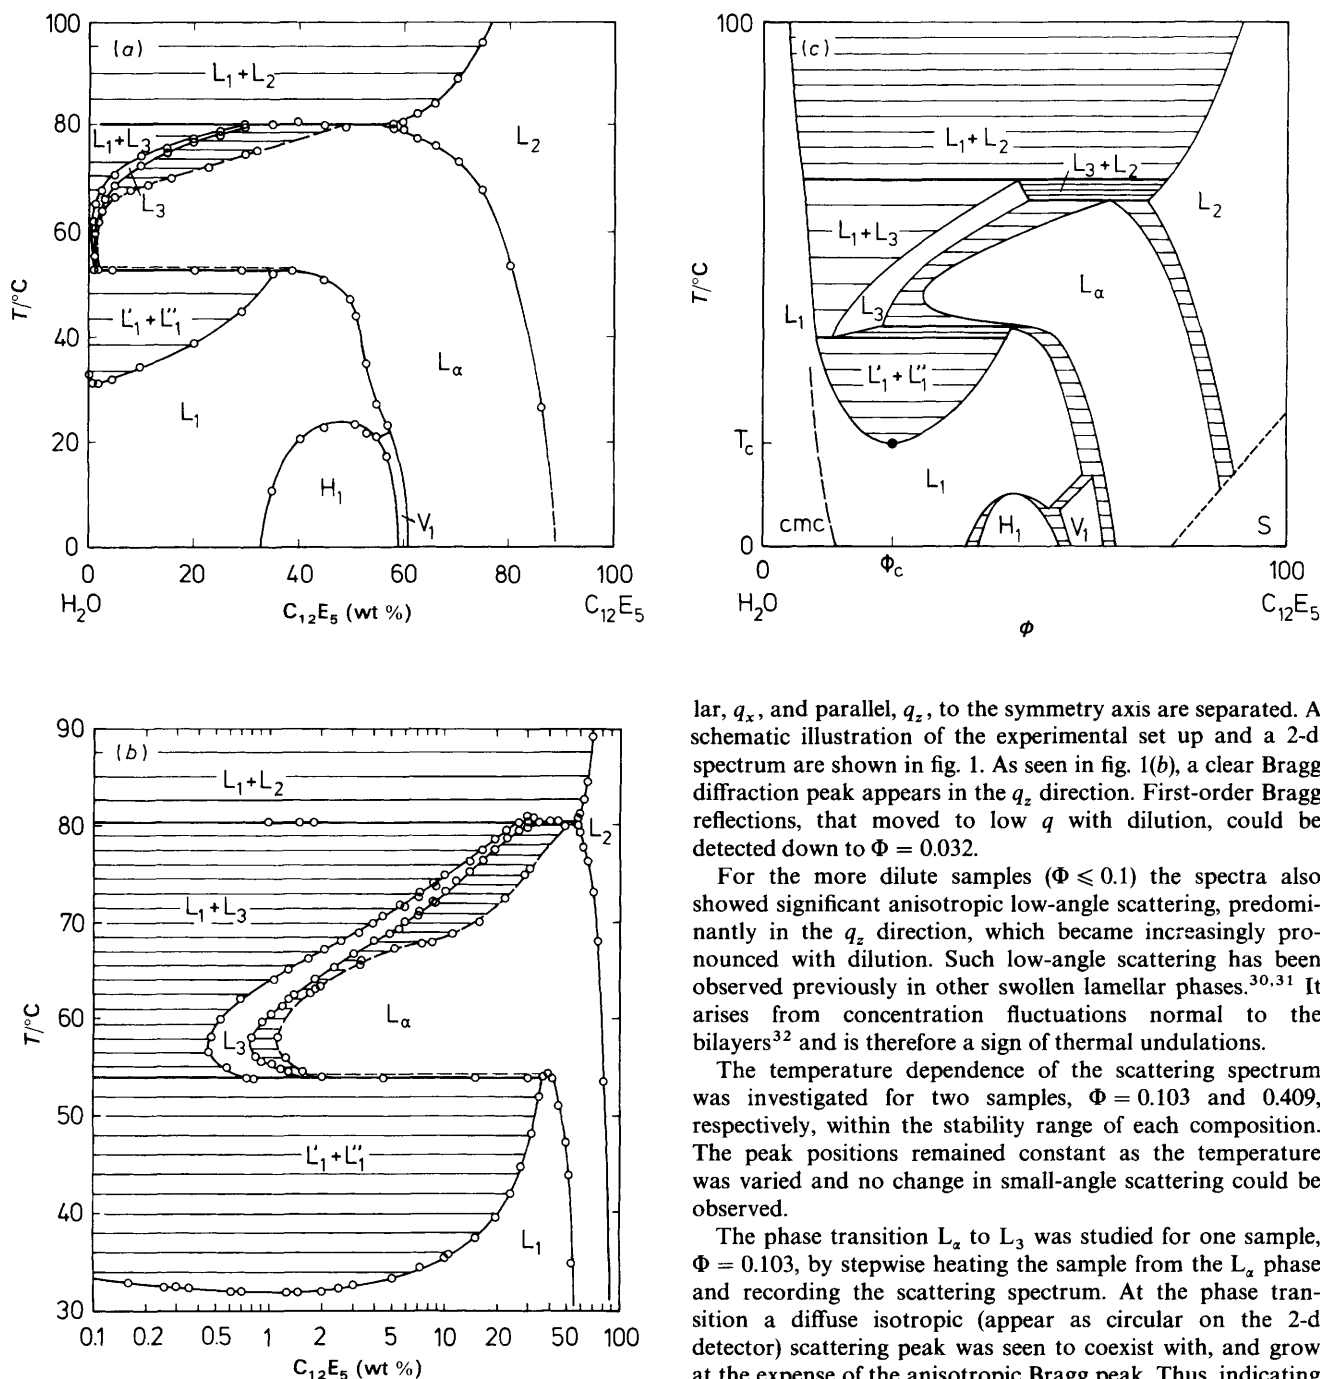 (a)
100
80
60
40
20
0
T/°C
L₁+L₂
L₁+L₃
L₃
L₂
L′₁+L″₁
L₁
Lα
H₁
V₁
0 20 40 60 80 100
H₂O C₁₂E₅ (wt %) C₁₂E₅
(c)
100
T/°C
L₁+L₂
L₃+L₂
L₂
L₁+L₃
L₃
Lα
L₁
L′₁+L″₁
Tc
L₁
cmc
H₁
V₁
S
0
0 Φc 100
H₂O C₁₂E₅
ϕ
(b)
90
80
70
60
50
40
30
T/°C
L₁+L₂
L₂
L₁+L₃
Lα
L₃
L′₁+L″₁
L₁
0.1 0.2 0.5 1 2 5 10 20 50 100
C₁₂E₅ (wt %)
lar, qₓ, and parallel, q_z, to the symmetry axis are separated. A
schematic illustration of the experimental set up and a 2-d
spectrum are shown in fig. 1. As seen in fig. 1(b), a clear Bragg
diffraction peak appears in the q_z direction. First-order Bragg
reflections, that moved to low q with dilution, could be
detected down to Φ = 0.032.
For the more dilute samples (Φ ⩽ 0.1) the spectra also
showed significant anisotropic low-angle scattering, predomi-
nantly in the q_z direction, which became increasingly pro-
nounced with dilution. Such low-angle scattering has been
observed previously in other swollen lamellar phases.³⁰,³¹ It
arises from concentration fluctuations normal to the
bilayers³² and is therefore a sign of thermal undulations.
The temperature dependence of the scattering spectrum
was investigated for two samples, Φ = 0.103 and 0.409,
respectively, within the stability range of each composition.
The peak positions remained constant as the temperature
was varied and no change in small-angle scattering could be
observed.
The phase transition Lα to L₃ was studied for one sample,
Φ = 0.103, by stepwise heating the sample from the Lα phase
and recording the scattering spectrum. At the phase tran-
sition a diffuse isotropic (appear as circular on the 2-d
detector) scattering peak was seen to coexist with, and grow
at the expense of the anisotropic Bragg peak. Thus, indicating